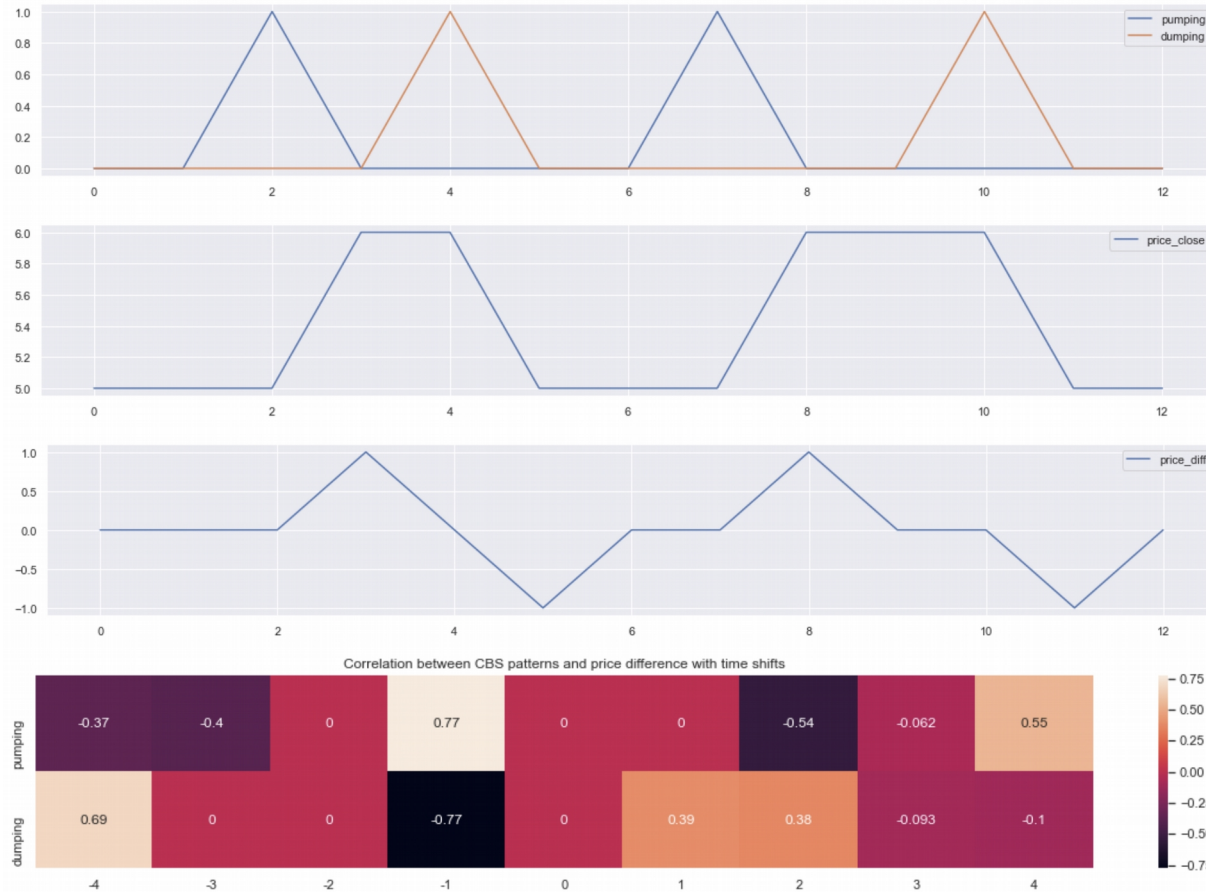 1.0
0.8
0.6
0.4
0.2
0.0
pumping
dumping
0 2 4 6 8 10 12
6.0
5.8
5.6
5.4
5.2
5.0
price_close
0 2 4 6 8 10 12
1.0
0.5
0.0
-0.5
-1.0
price_diff
0 2 4 6 8 10 12
Correlation between CBS patterns and price difference with time shifts
pumping
-0.37 -0.4 0 0.77 0 0 -0.54 -0.062 0.55
dumping
0.69 0 0 -0.77 0 0.39 0.38 -0.093 -0.1
-4 -3 -2 -1 0 1 2 3 4
0.75
0.50
0.25
0.00
-0.25
-0.50
-0.75